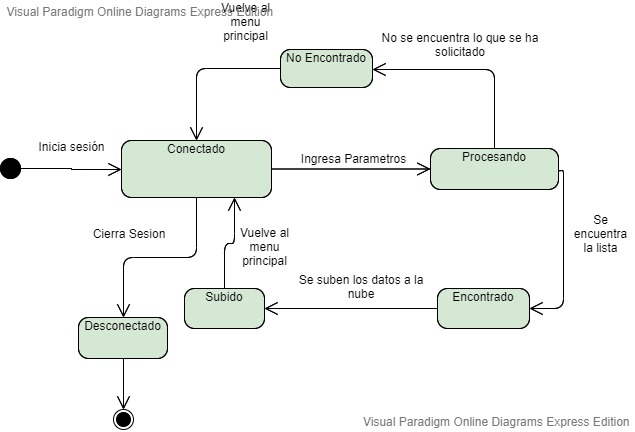 Visual Paradigm Online Diagrams Express Edition
Vuelve al
menu
principal
No se encuentra lo que se ha
solicitado
No Encontrado
Inicia sesión
Conectado
Ingresa Parametros
Procesando
Cierra Sesion
Vuelve al
menu
principal
Se
encuentra
la lista
Se suben los datos a la
nube
Subido
Encontrado
Desconectado
Visual Paradigm Online Diagrams Express Edition